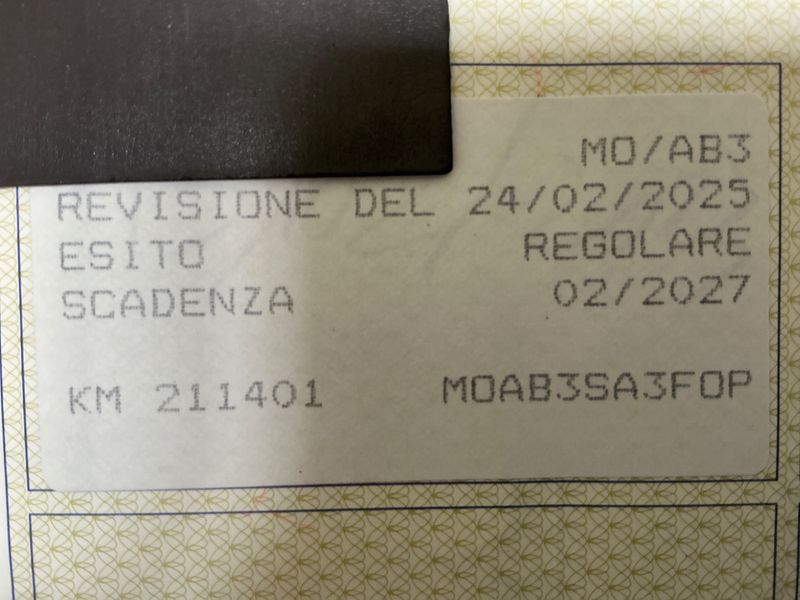 MO/AB3
REVISIONE DEL 24/02/2025
ESITO REGOLARE
SCADENZA 02/2027
KM 211401 MOAB3SA3FOP